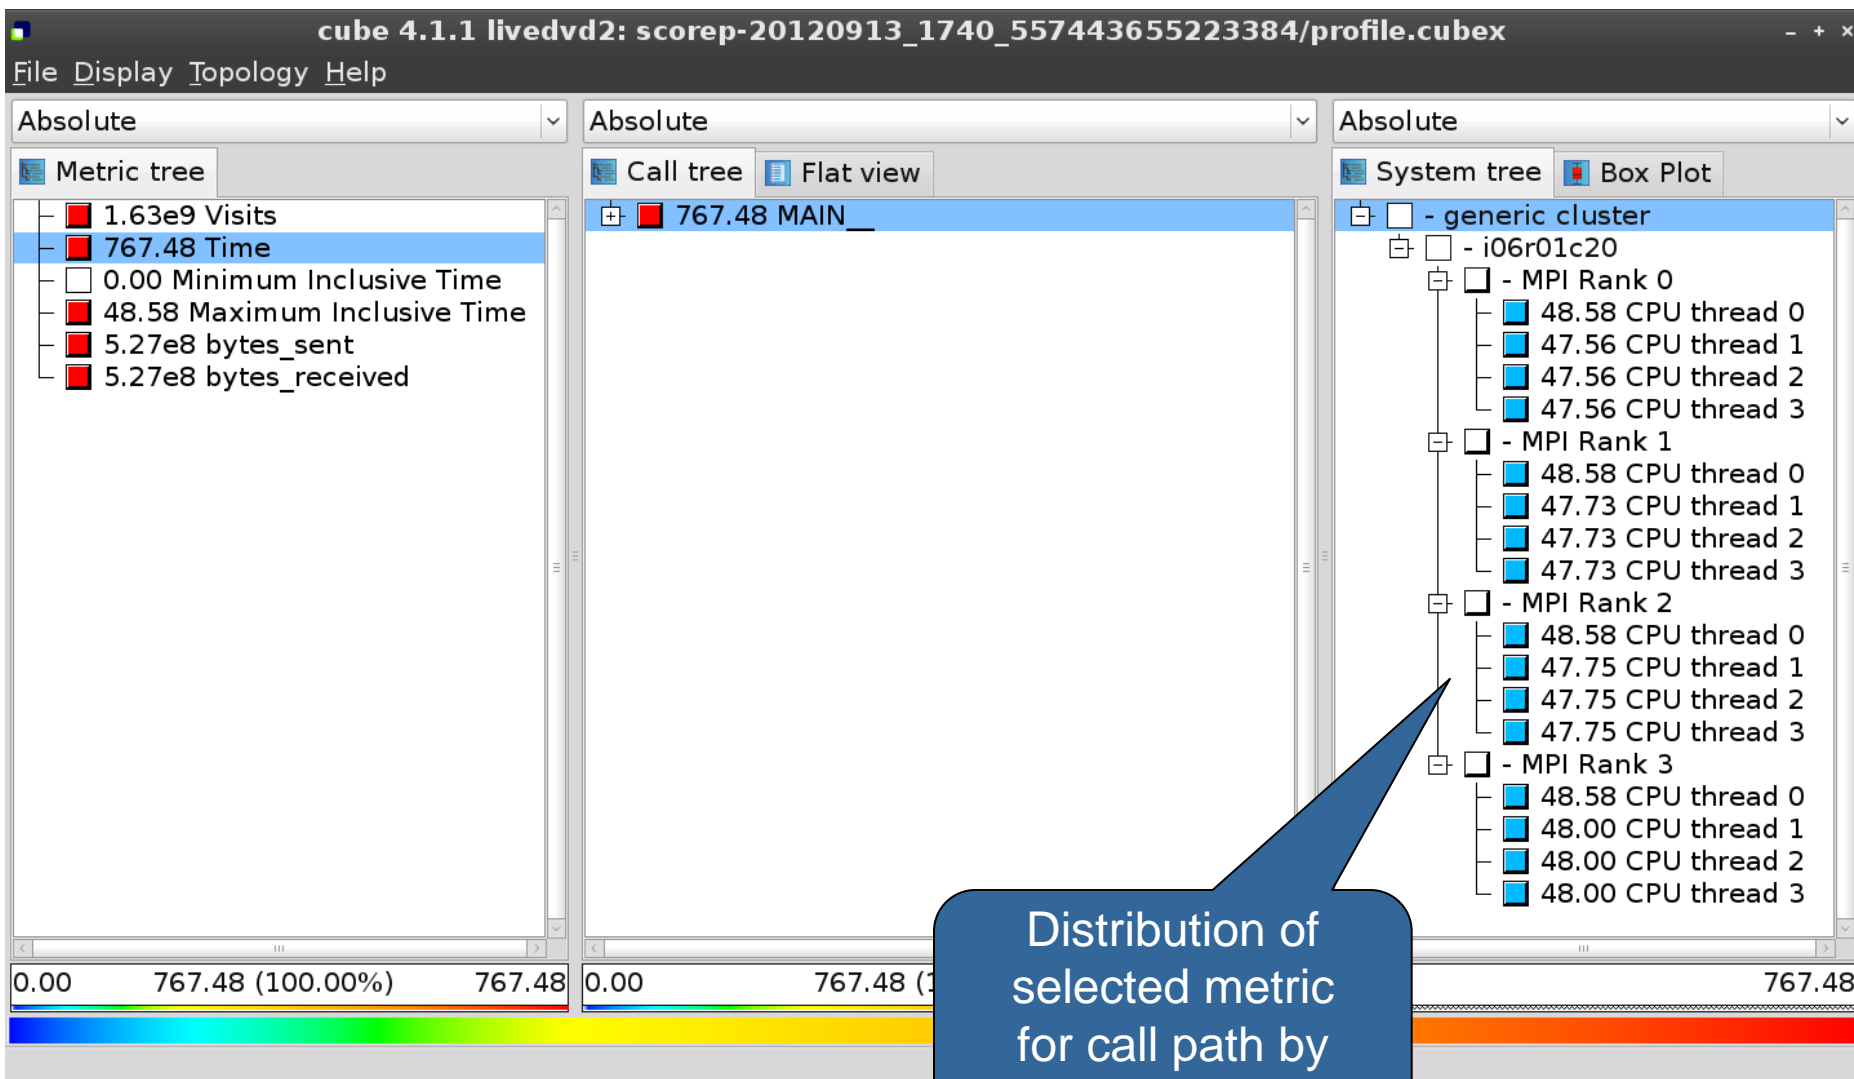 cube 4.1.1 livedvd2: scorep-20120913_1740_557443655223384/profile.cubex
File Display Topology Help
Absolute
Metric tree
1.63e9 Visits
767.48 Time
0.00 Minimum Inclusive Time
48.58 Maximum Inclusive Time
5.27e8 bytes_sent
5.27e8 bytes_received
0.00 767.48 (100.00%) 767.48
Absolute
Call tree Flat view
767.48 MAIN__
0.00 767.48 (1
Absolute
System tree Box Plot
- generic cluster
- i06r01c20
- MPI Rank 0
48.58 CPU thread 0
47.56 CPU thread 1
47.56 CPU thread 2
47.56 CPU thread 3
- MPI Rank 1
48.58 CPU thread 0
47.73 CPU thread 1
47.73 CPU thread 2
47.73 CPU thread 3
- MPI Rank 2
48.58 CPU thread 0
47.75 CPU thread 1
47.75 CPU thread 2
47.75 CPU thread 3
- MPI Rank 3
48.58 CPU thread 0
48.00 CPU thread 1
48.00 CPU thread 2
48.00 CPU thread 3
767.48
Distribution of
selected metric
for call path by